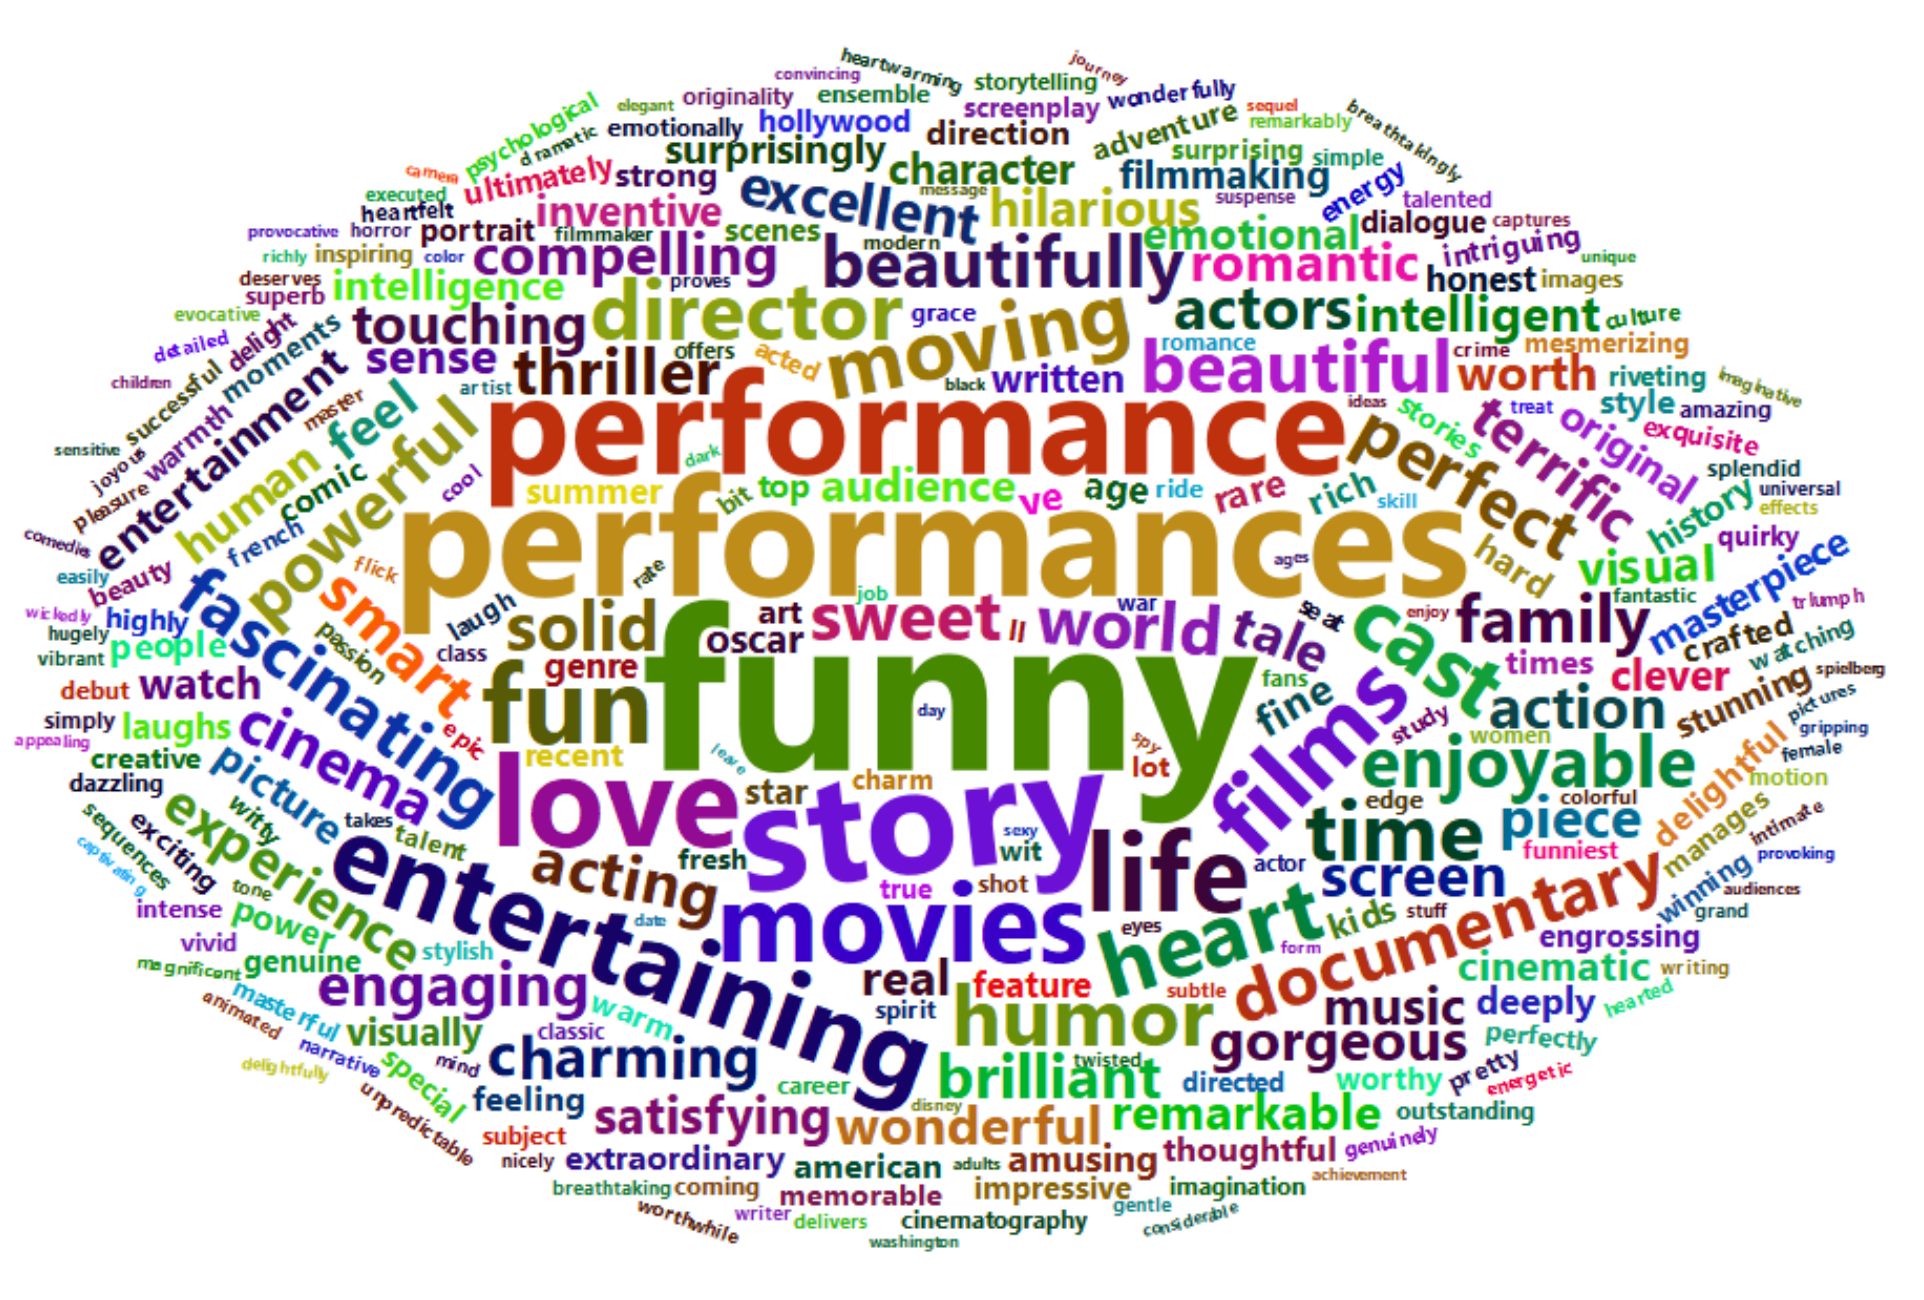 heartwarming
journey
convincing
storytelling
elegant
originality
ensemble
screenplay
wonderfully
sequel
breathtakingly
psychological
dramatic
emotionally
hollywood
direction
adventure
remarkably
camera
ultimately
strong
surprisingly
character
filmmaking
surprising
simple
energy
executed
heartfelt
excellent
message
hilarious
suspense
talented
provocative
horror
portrait
inventive
filmmaker
scenes
modern
emotional
dialogue
captures
richly
inspiring
color
compelling
beautifully
romantic
intriguing
unique
deserves
superb
intelligence
proves
honest
images
evocative
delight
moments
touching
director
grace
moving
actors
intelligent
culture
detailed
sense
thriller
offers
acted
romance
crime
mesmerizing
children
successful
warmth
entertainment
master
feel
artist
black
written
beautiful
worth
riveting
imaginative
sensitive
joyous
pleasure
human
comic
powerful
performance
ideas
stories
terrific
treat
original
style
amazing
exquisite
comedies
french
cool
dark
perfect
splendid
summer
bit
top
audience
ve
age
ride
rare
rich
skill
history
universal
effects
easily
beauty
flick
performances
rate
ages
hard
visual
quirky
masterpiece
wickedly
highly
fascinating
smart
passion
laugh
solid
job
art
oscar
sweet
ll
war
world
tale
seat
enjoy
cast
family
fantastic
triumph
hugely
people
vibrant
class
genre
crafted
watching
debut
watch
fun
funny
fans
fine
films
times
clever
stunning
spielberg
simply
laughs
cinema
epic
day
study
action
pictures
appealing
creative
picture
recent
leave
spy
lot
women
enjoyable
delightful
gripping
female
dazzling
experience
witty
takes
talent
love
star
charm
story
sexy
wit
edge
colorful
motion
sequences
exciting
entertaining
acting
fresh
life
time
piece
manages
intimate
captivating
tone
true
shot
actor
screen
funniest
provoking
intense
power
date
movies
eyes
heart
kids
stuff
documentary
winning
audiences
grand
vivid
stylish
form
engrossing
magnificent
genuine
engaging
real
feature
subtle
cinematic
writing
animated
masterful
visually
classic
warm
spirit
humor
music
deeply
hearted
narrative
mind
charming
gorgeous
perfectly
delightfully
special
brilliant
twisted
directed
worthy
pretty
energetic
unpredictable
feeling
career
disney
satisfying
wonderful
remarkable
outstanding
subject
nicely
extraordinary
american
adults
amusing
thoughtful
genuinely
breathtaking
coming
memorable
impressive
imagination
achievement
worthwhile
writer
delivers
cinematography
gentle
considerable
washington